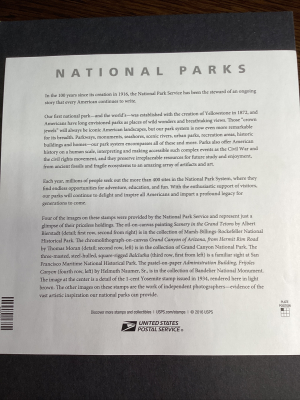 NATIONAL PARKS
In the 100 years since its creation in 1916, the National Park Service has been the steward of an ongoing
story that every American continues to write.
Our first national park—and the world's—was established with the creation of Yellowstone in 1872, and
Americans have long envisioned parks as places of wild wonders and breathtaking views. Those "crown
jewels" will always be iconic American landscapes, but our park system is now even more remarkable
for its breadth. Parkways, monuments, seashores, scenic rivers, urban parks, recreation areas, historic
buildings and homes—our park system encompasses all of these and more. Parks also offer American
history on a human scale, interpreting and making accessible such complex events as the Civil War and
the civil rights movement, and they preserve irreplaceable resources for future study and enjoyment,
from ancient fossils and fragile ecosystems to an amazing array of artifacts and art.
Each year, millions of people seek out the more than 400 sites in the National Park System, where they
find endless opportunities for adventure, education, and fun. With the enthusiastic support of visitors,
our parks will continue to delight and inspire all Americans and impart a profound legacy for
generations to come.
Four of the images on these stamps were provided by the National Park Service and represent just a
glimpse of their priceless holdings. The oil-on-canvas painting Scenery in the Grand Tetons by Albert
Bierstadt (detail; first row, second from right) is in the collection of Marsh-Billings-Rockefeller National
Historical Park. The chromolithograph-on-canvas Grand Canyon of Arizona, from Hermit Rim Road
by Thomas Moran (detail; second row, left) is in the collection of Grand Canyon National Park. The
three-masted, steel-hulled, square-rigged Balclutha (third row, first from left) is a familiar sight at San
Francisco Maritime National Historical Park. The pastel-on-paper Administration Building, Frijoles
Canyon (fourth row, left) by Helmuth Naumer, Sr., is in the collection of Bandelier National Monument.
The image at the center is a detail of the 1-cent Yosemite stamp issued in 1934, rendered here in light
brown. The other images on these stamps are the work of independent photographers—evidence of the
vast artistic inspiration our national parks can provide.
Discover more stamps and collectibles | USPS.com/stamps | © 2016 USPS
UNITED STATES
POSTAL SERVICE
PLATE
POSITION